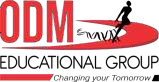 ODM
EDUCATIONAL GROUP
Changing your Tomorrow